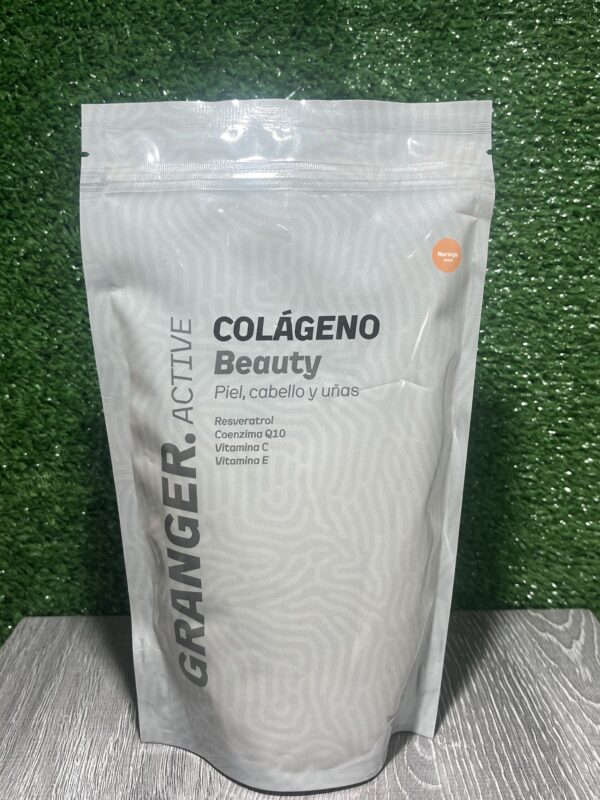 Naranja
COLÁGENO
Beauty
Piel, cabello y uñas
Resveratrol
Coenzima Q10
Vitamina C
Vitamina E
GRANGER. ACTIVE